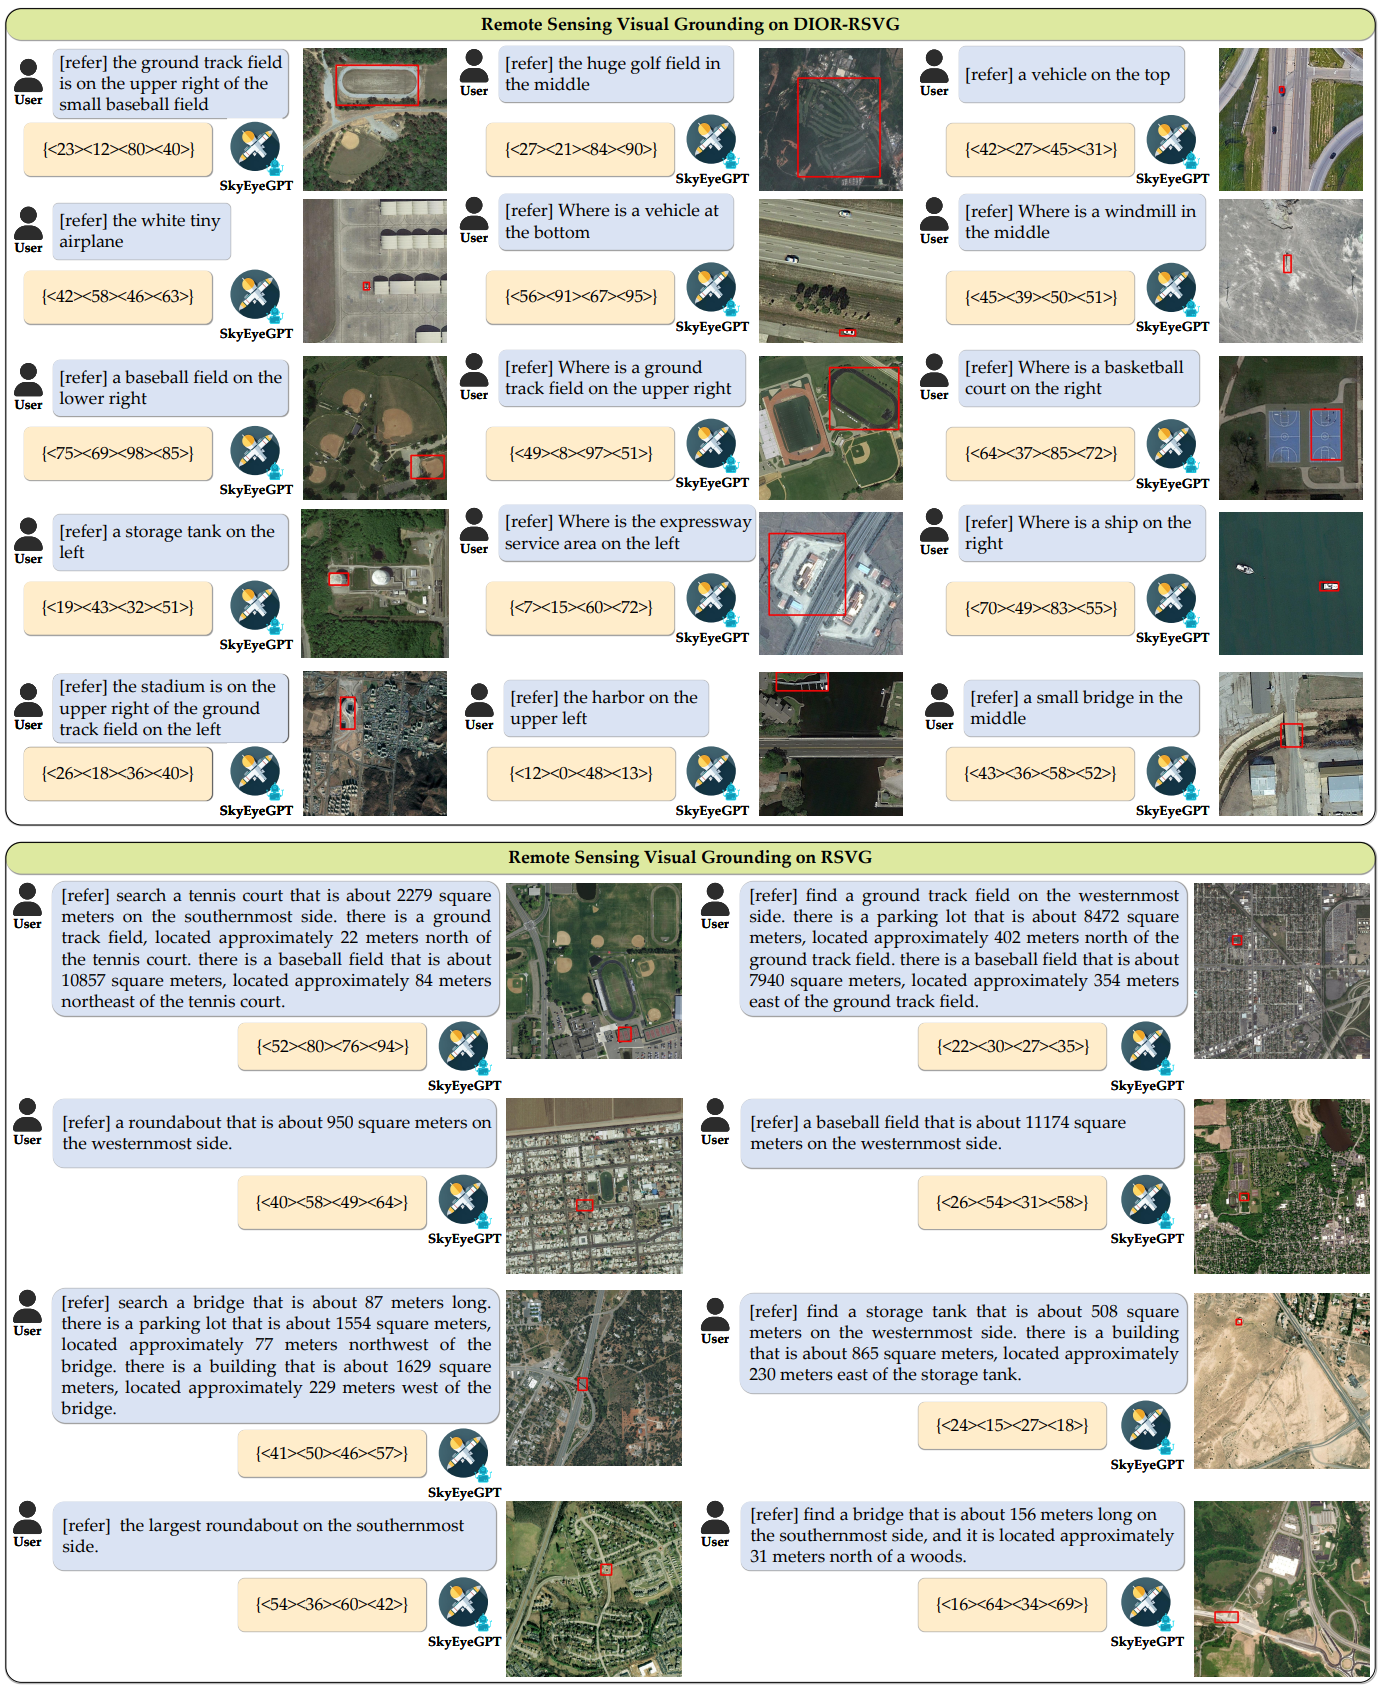 Remote Sensing Visual Grounding on DIOR-RSVG
User
[refer] the ground track field
is on the upper right of the
small baseball field
{<23><12><80><40>}
SkyEyeGPT
User
[refer] the huge golf field in
the middle
{<27><21><84><90>}
SkyEyeGPT
User
[refer] a vehicle on the top
{<42><27><45><31>}
SkyEyeGPT
User
[refer] the white tiny
airplane
{<42><58><46><63>}
SkyEyeGPT
User
[refer] Where is a vehicle at
the bottom
{<56><91><67><95>}
SkyEyeGPT
User
[refer] Where is a windmill in
the middle
{<45><39><50><51>}
SkyEyeGPT
User
[refer] a baseball field on the
lower right
{<75><69><98><85>}
SkyEyeGPT
User
[refer] Where is a ground
track field on the upper right
{<49><8><97><51>}
SkyEyeGPT
User
[refer] Where is a basketball
court on the right
{<64><37><85><72>}
SkyEyeGPT
User
[refer] a storage tank on the
left
{<19><43><32><51>}
SkyEyeGPT
User
[refer] Where is the expressway
service area on the left
{<7><15><60><72>}
SkyEyeGPT
User
[refer] Where is a ship on the
right
{<70><49><83><55>}
SkyEyeGPT
User
[refer] the stadium is on the
upper right of the ground
track field on the left
{<26><18><36><40>}
SkyEyeGPT
User
[refer] the harbor on the
upper left
{<12><0><48><13>}
SkyEyeGPT
User
[refer] a small bridge in the
middle
{<43><36><58><52>}
SkyEyeGPT
Remote Sensing Visual Grounding on RSVG
User
[refer] search a tennis court that is about 2279 square
meters on the southernmost side. there is a ground
track field, located approximately 22 meters north of
the tennis court. there is a baseball field that is about
10857 square meters, located approximately 84 meters
northeast of the tennis court.
{<52><80><76><94>}
SkyEyeGPT
User
[refer] find a ground track field on the westernmost
side. there is a parking lot that is about 8472 square
meters, located approximately 402 meters north of the
ground track field. there is a baseball field that is about
7940 square meters, located approximately 354 meters
east of the ground track field.
{<22><30><27><35>}
SkyEyeGPT
User
[refer] a roundabout that is about 950 square meters on
the westernmost side.
{<40><58><49><64>}
SkyEyeGPT
User
[refer] a baseball field that is about 11174 square
meters on the westernmost side.
{<26><54><31><58>}
SkyEyeGPT
User
[refer] search a bridge that is about 87 meters long.
there is a parking lot that is about 1554 square meters,
located approximately 77 meters northwest of the
bridge. there is a building that is about 1629 square
meters, located approximately 229 meters west of the
bridge.
{<41><50><46><57>}
SkyEyeGPT
User
[refer] find a storage tank that is about 508 square
meters on the westernmost side. there is a building
that is about 865 square meters, located approximately
230 meters east of the storage tank.
{<24><15><27><18>}
SkyEyeGPT
User
[refer] the largest roundabout on the southernmost
side.
{<54><36><60><42>}
SkyEyeGPT
User
[refer] find a bridge that is about 156 meters long on
the southernmost side, and it is located approximately
31 meters north of a woods.
{<16><64><34><69>}
SkyEyeGPT